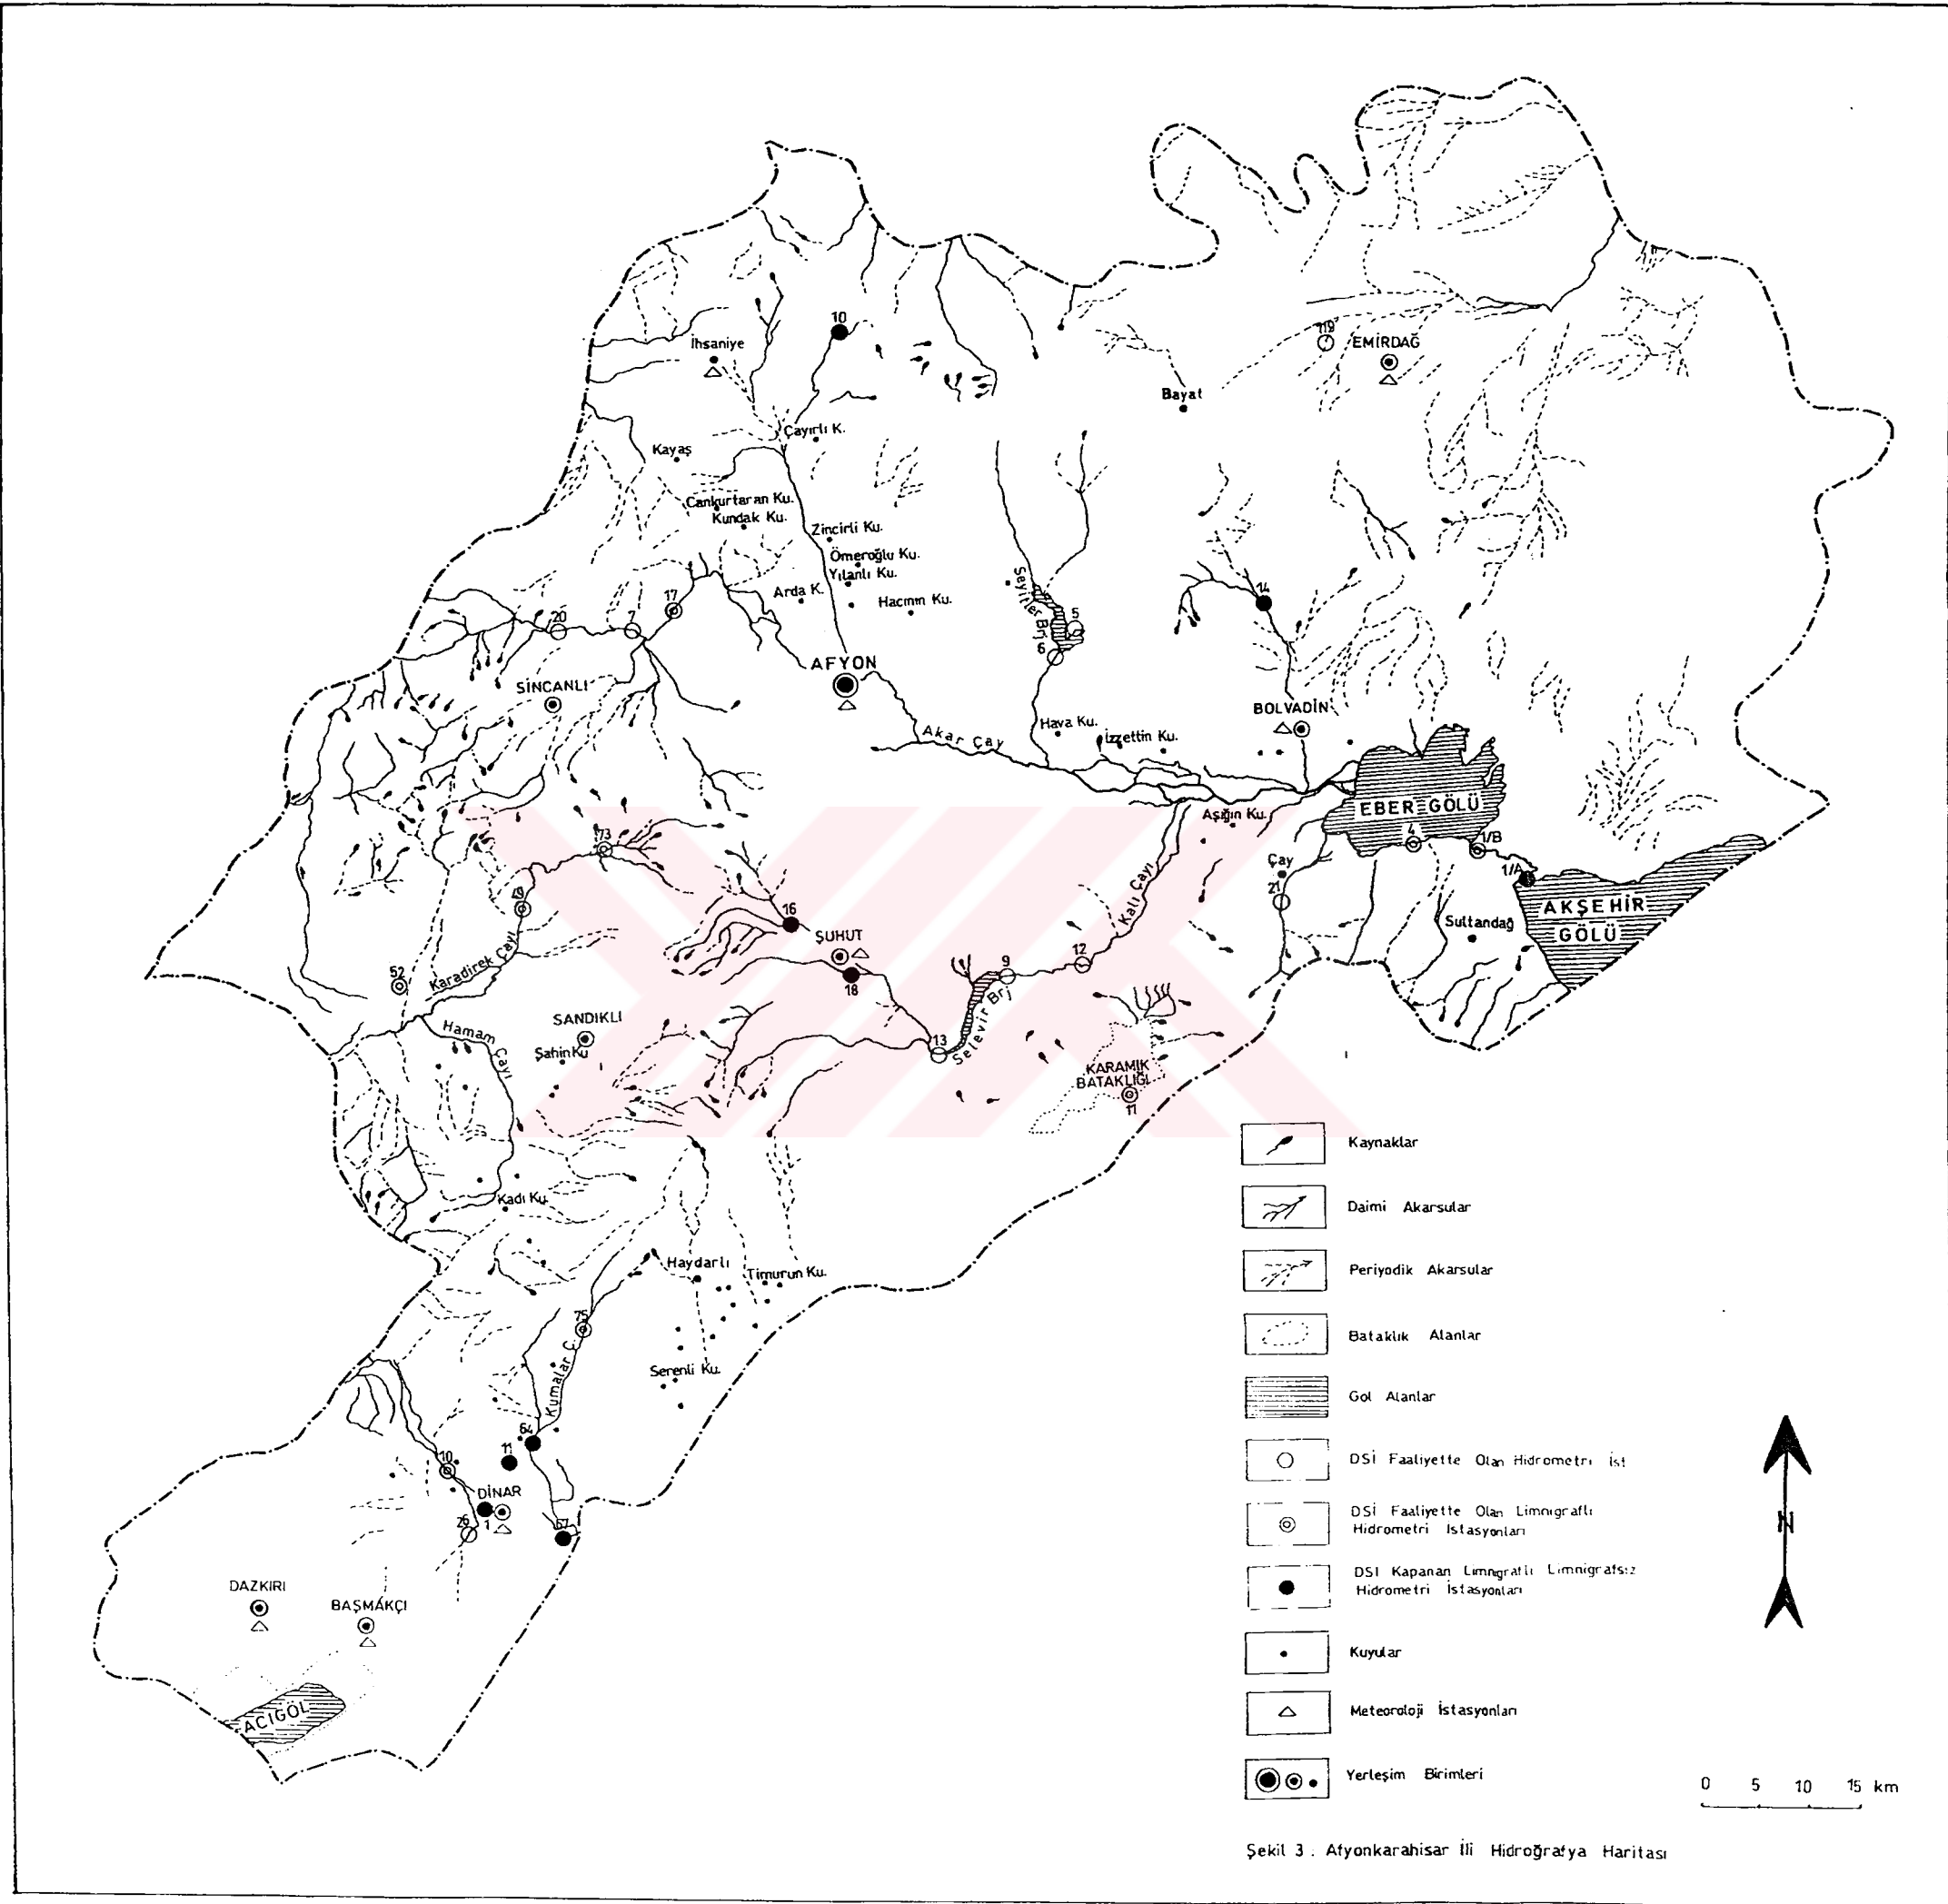 10
İhsaniye
119
EMİRDAĞ
Bayat
Çayırlı K.
Kayaş
Cankurtaran Ku.
Kundak Ku.
Zincirli Ku.
Ömeroğlu Ku.
Yılanlı Ku.
Arda K.
Hacının Ku.
Seyitler Brj
5
6
14
17
20
7
AFYON
SİNCANLI
BOLVADİN
Hava Ku.
İzzettin Ku.
Akar Çay
EBER GÖLÜ
Aşığın Ku.
4
1/B
1/A
Çay
21
AKŞEHİR
GÖLÜ
Sultandağ
73
Kalı Çayı
16
ŞUHUT
18
12
9
Selevir Brj
13
52
Karadirek Çayı
Hamam Çayı
SANDIKLI
Şahin Ku
KARAMIK
BATAKLIĞI
11
Kadı Ku.
Haydarlı
Timurun Ku.
75
Kumalar Ç.
Serenli Ku.
64
11
10
DİNAR
1
26
67
DAZKIRI
BAŞMAKÇI
ACIGÖL
Kaynaklar
Daimi Akarsular
Periyodik Akarsular
Bataklık Alanlar
Göl Alanlar
DSİ Faaliyette Olan Hidrometri İst
DSİ Faaliyette Olan Limnigraflı
Hidrometri İstasyonları
DSİ Kapanan Limnigraflı Limnigrafsız
Hidrometri İstasyonları
Kuyular
Meteoroloji İstasyonları
Yerleşim Birimleri
N
0 5 10 15 km
Şekil 3. Afyonkarahisar İli Hidroğrafya Haritası